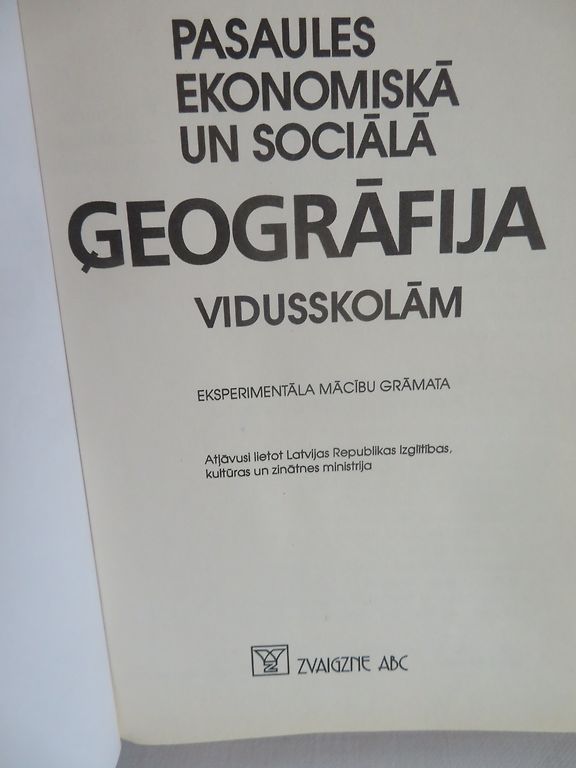 PASAULES
EKONOMISKĀ
UN SOCIĀLĀ
ĢEOGRĀFIJA
VIDUSSKOLĀM
EKSPERIMENTĀLA MĀCĪBU GRĀMATA
Atļāvusi lietot Latvijas Republikas Izglītības,
kultūras un zinātnes ministrija
ZVAIGZNE ABC